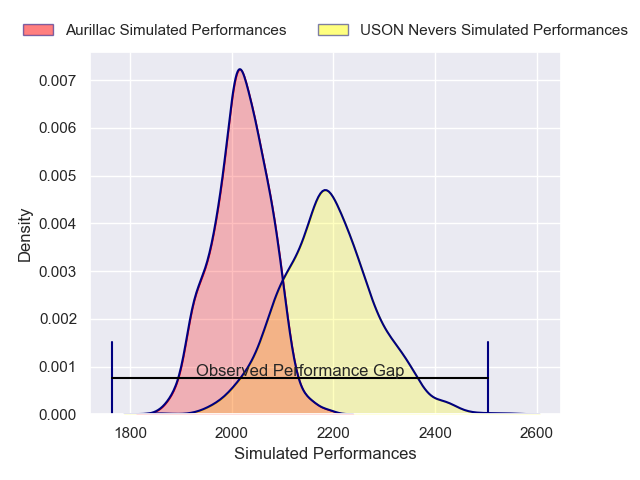 Aurillac Simulated Performances
USON Nevers Simulated Performances
0.007
0.006
0.005
0.004
0.003
0.002
0.001
0.000
Density
Observed Performance Gap
1800
2000
2200
2400
2600
Simulated Performances